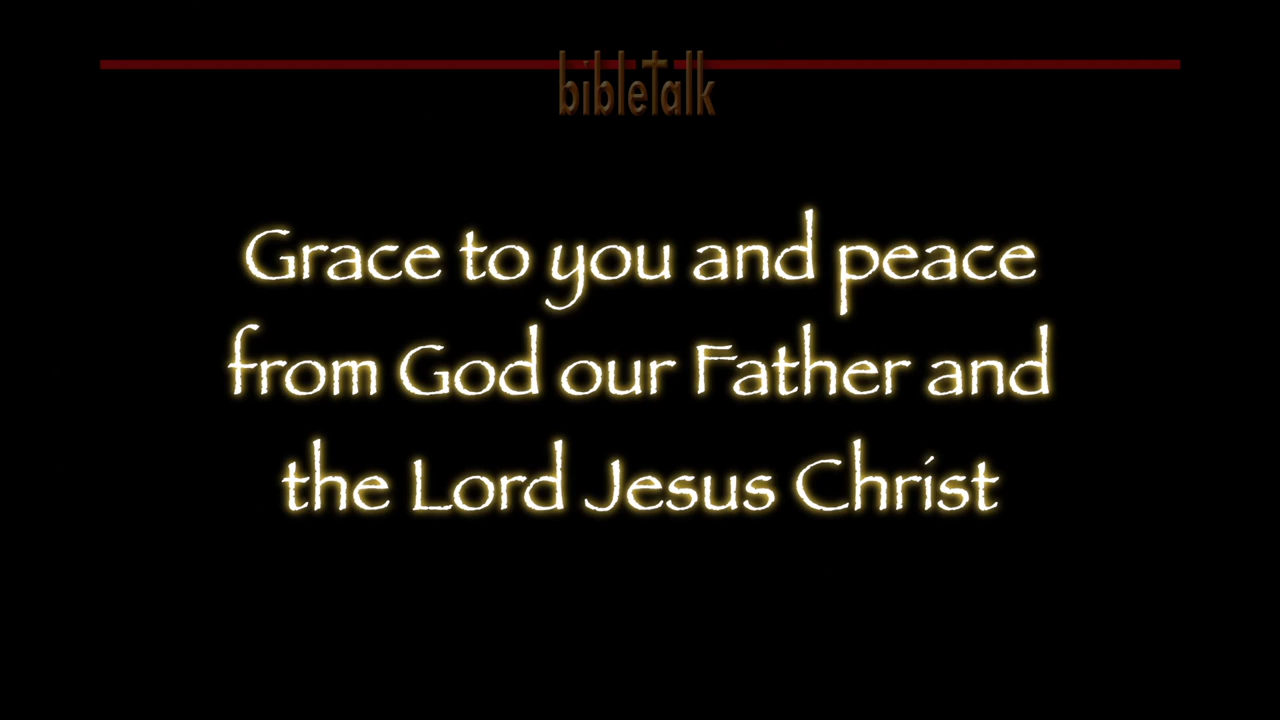 bibleTalk
Grace to you and peace
from God our Father and
the Lord Jesus Christ